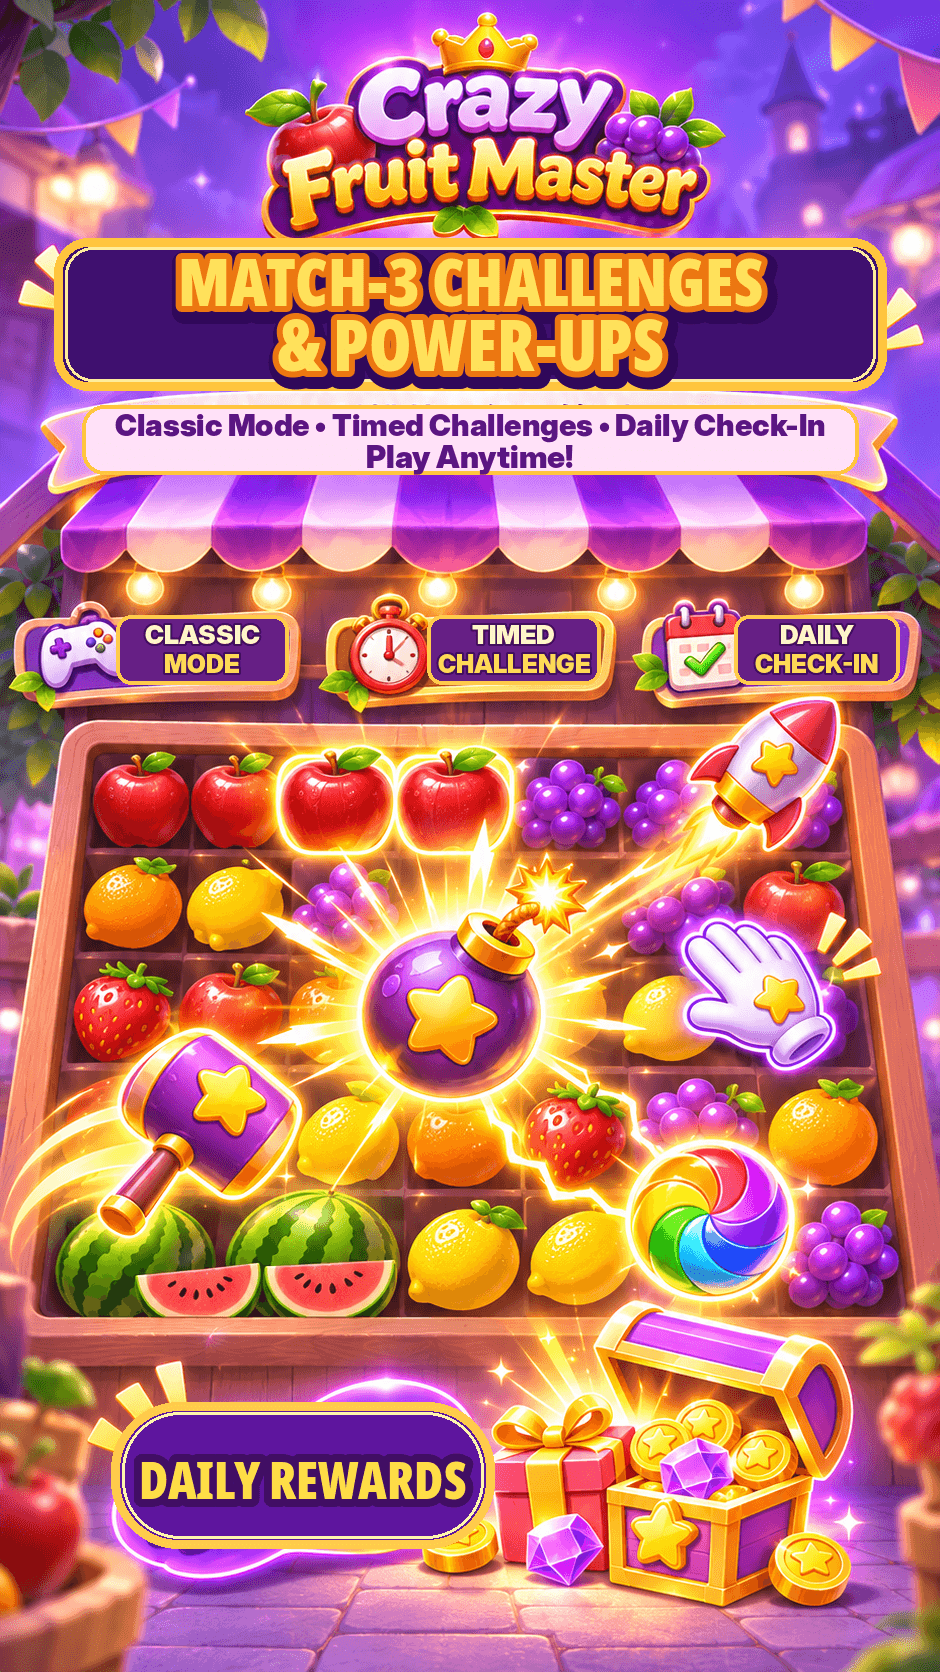 Crazy
Fruit Master
MATCH-3 CHALLENGES
& POWER-UPS
Classic Mode • Timed Challenges • Daily Check-In
Play Anytime!
CLASSIC
MODE
TIMED
CHALLENGE
DAILY
CHECK-IN
DAILY REWARDS